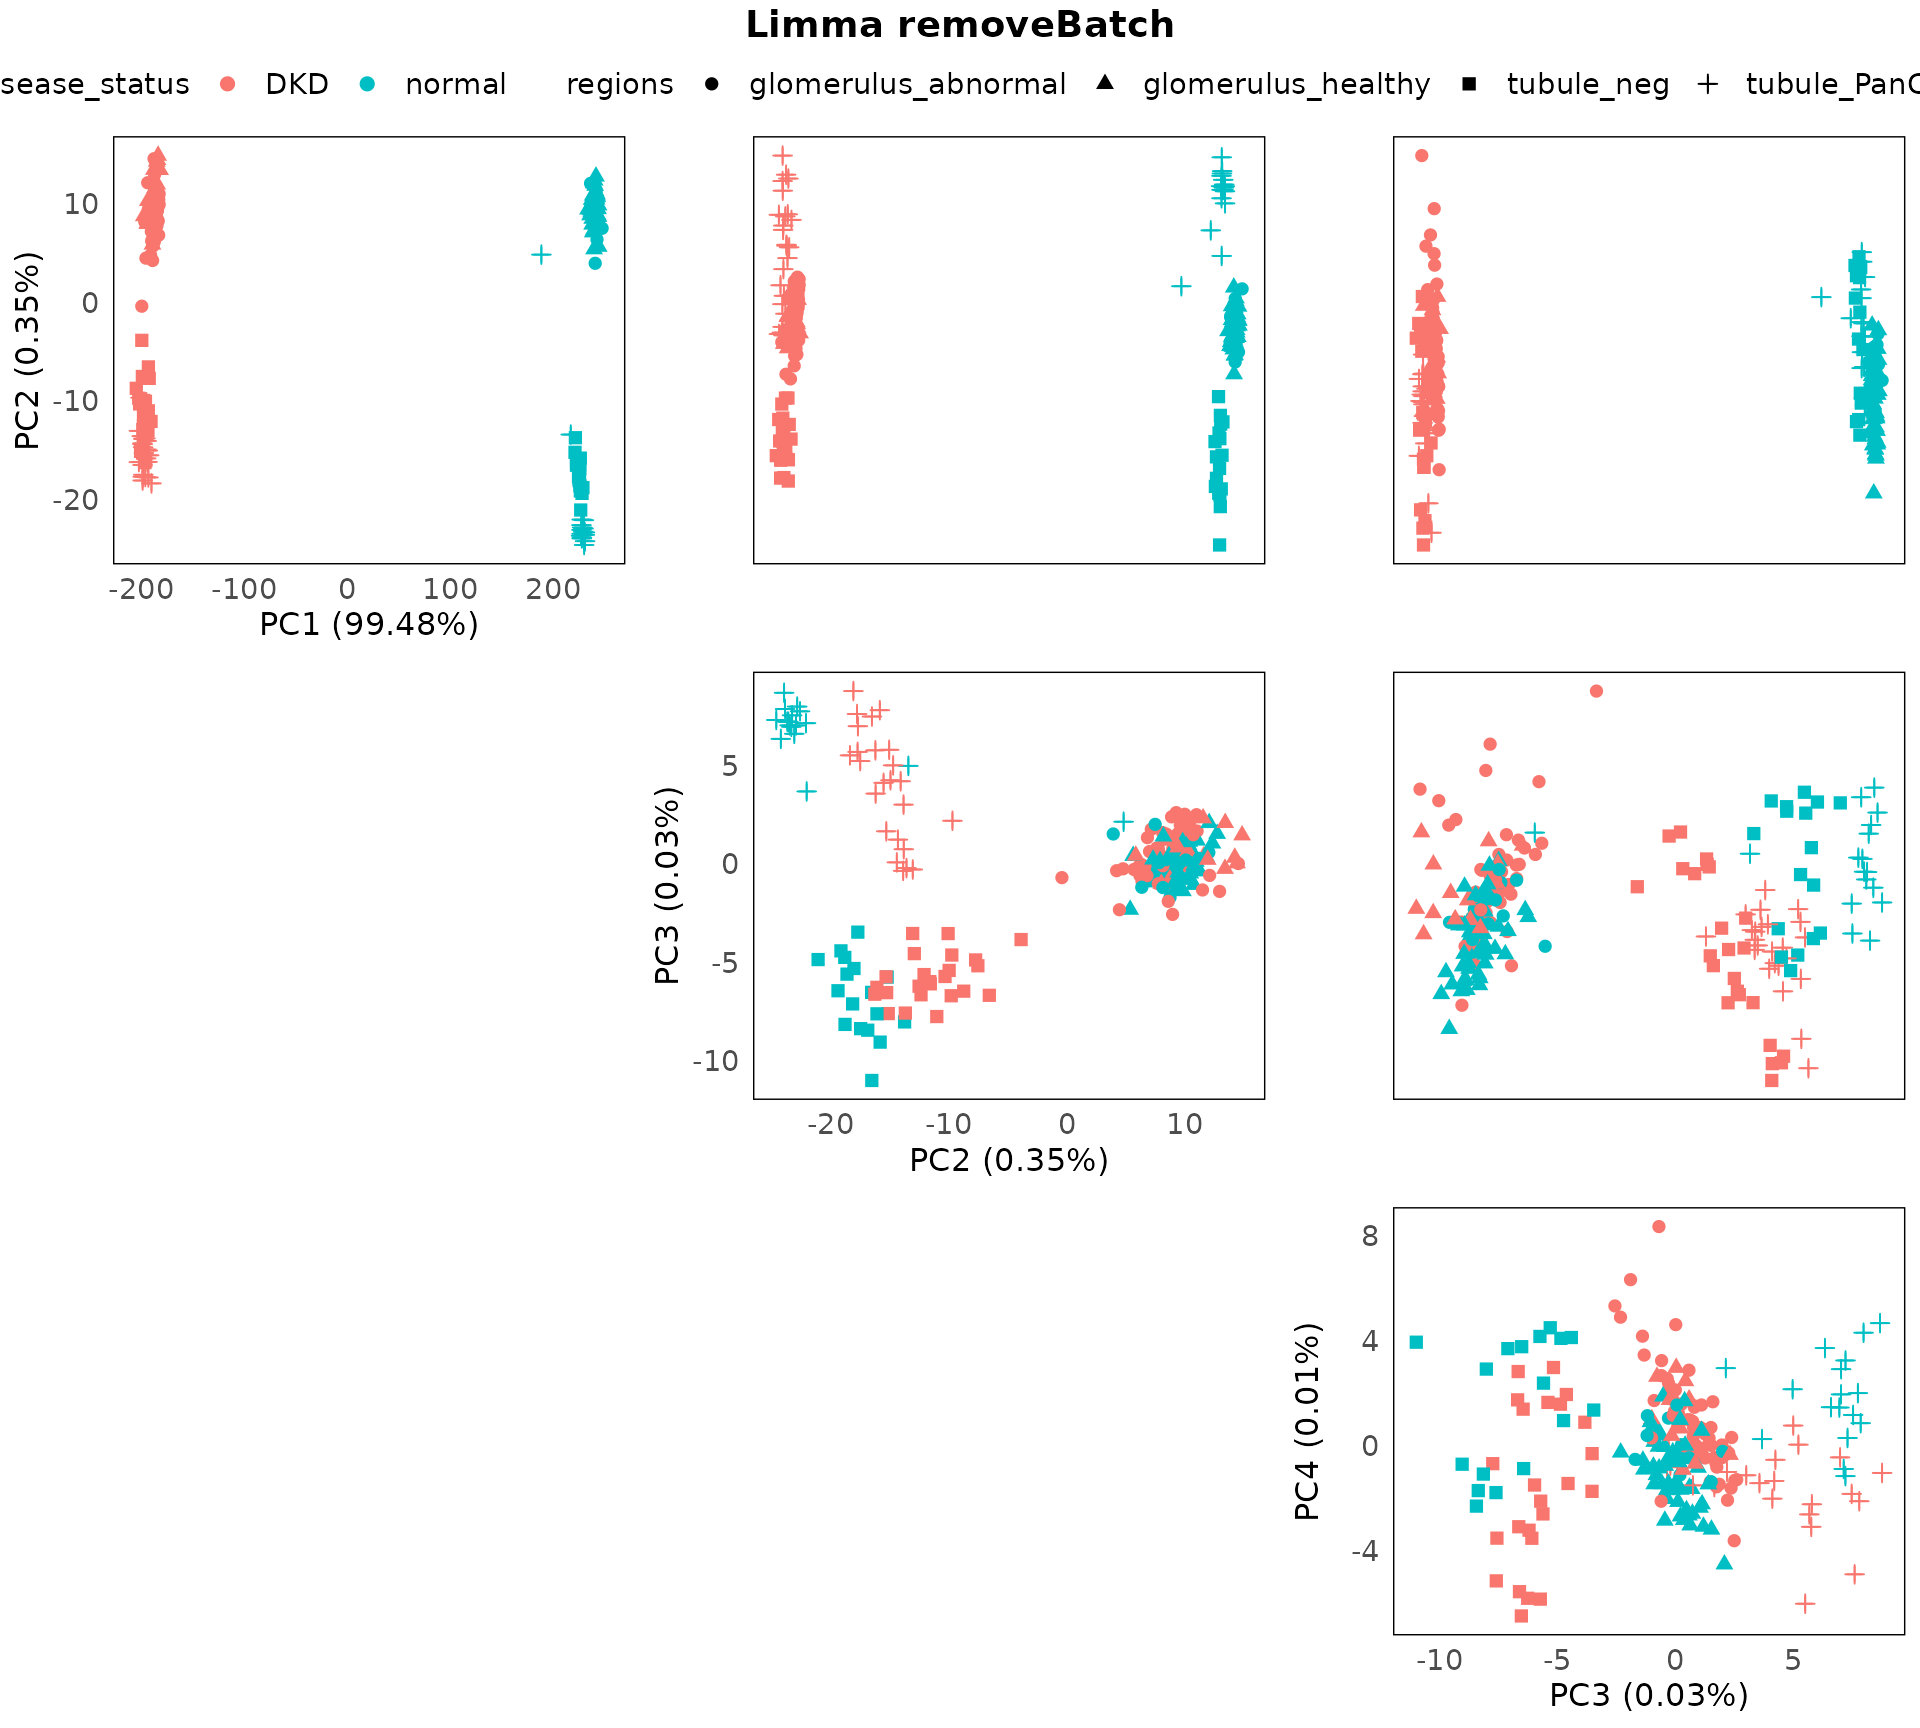 Limma removeBatch
sease_status DKD normal regions glomerulus_abnormal glomerulus_healthy tubule_neg tubule_Pan
10
0
-10
-20
PC2 (0.35%)
-200 -100 0 100 200
PC1 (99.48%)
5
0
-5
-10
PC3 (0.03%)
-20 -10 0 10
PC2 (0.35%)
8
4
0
-4
PC4 (0.01%)
-10 -5 0 5
PC3 (0.03%)